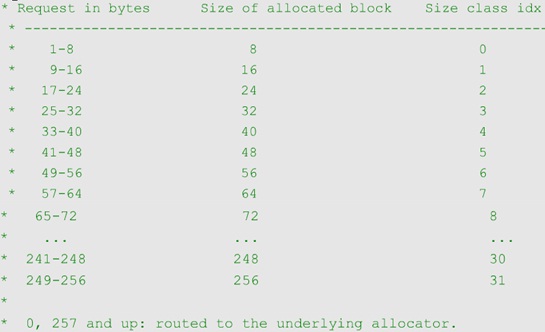 * Request in bytes     Size of allocated block    Size class idx
* ----------------------------------------------------------------
*    1-8                     8                       0
*    9-16                   16                       1
*   17-24                   24                       2
*   25-32                   32                       3
*   33-40                   40                       4
*   41-48                   48                       5
*   49-56                   56                       6
*   57-64                   64                       7
*   65-72                   72                       8
*    ...                   ...                     ...
*  241-248                 248                      30
*  249-256                 256                      31
*
*  0, 257 and up: routed to the underlying allocator.